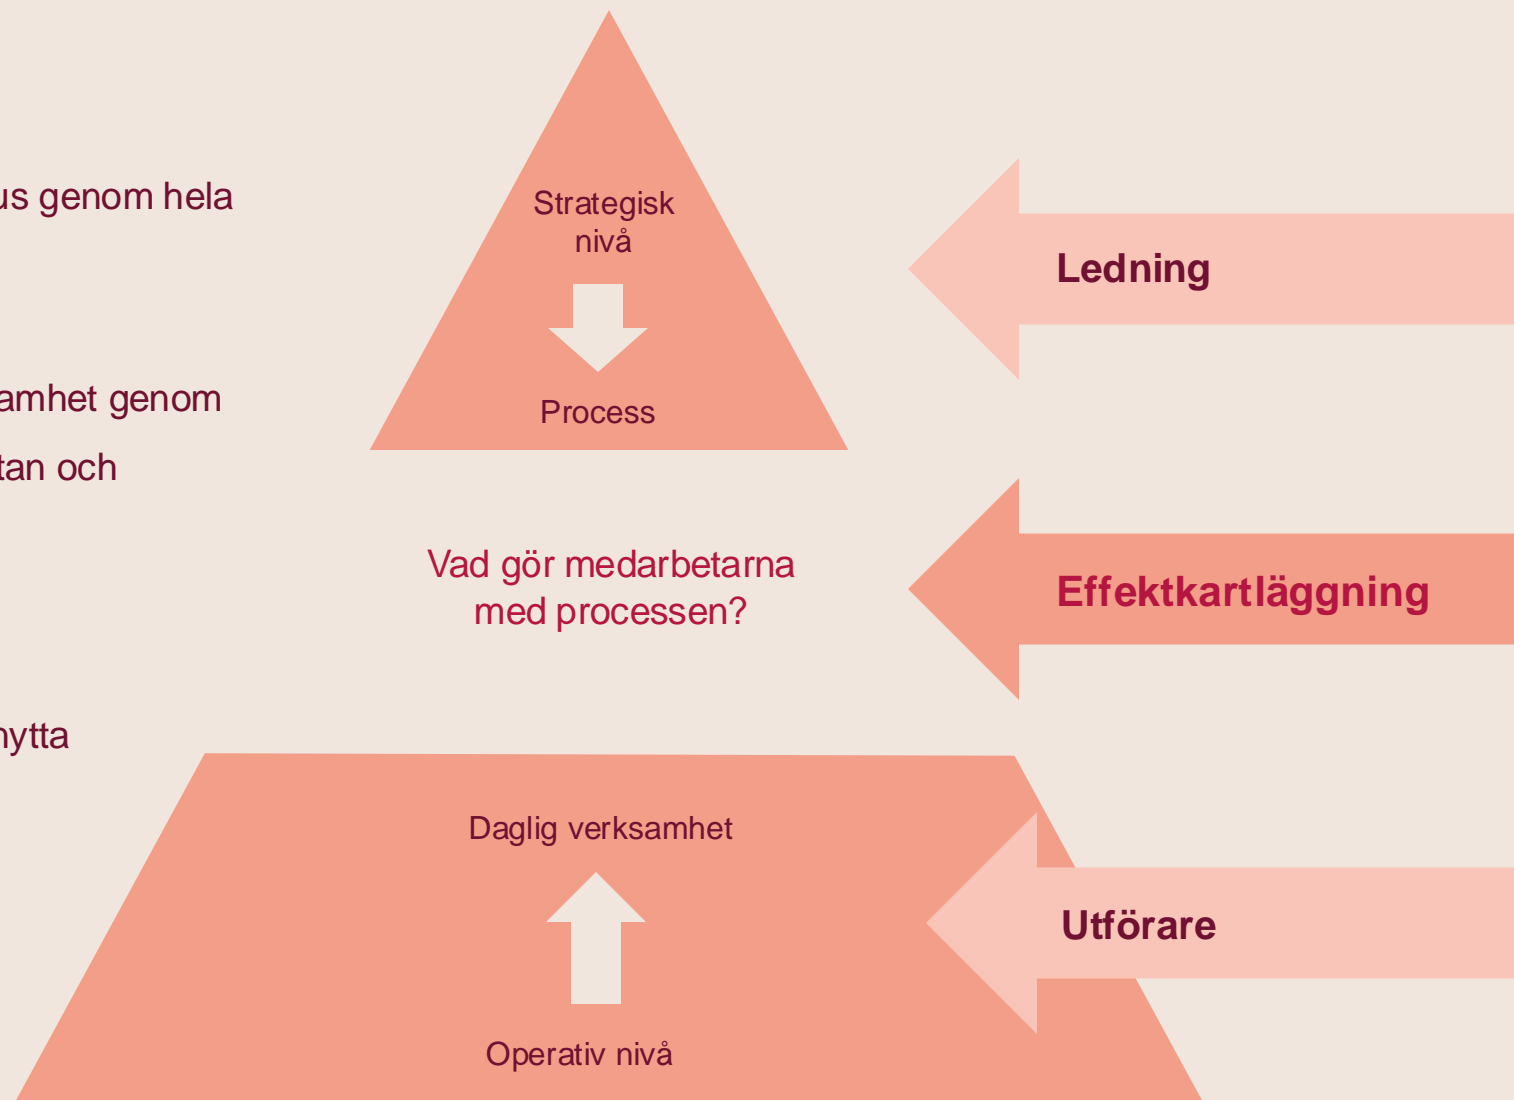 us genom hela
amhet genom
tan och
nytta
Strategisk
nivå
Process
Vad gör medarbetarna
med processen?
Daglig verksamhet
Operativ nivå
Ledning
Effektkartläggning
Utförare